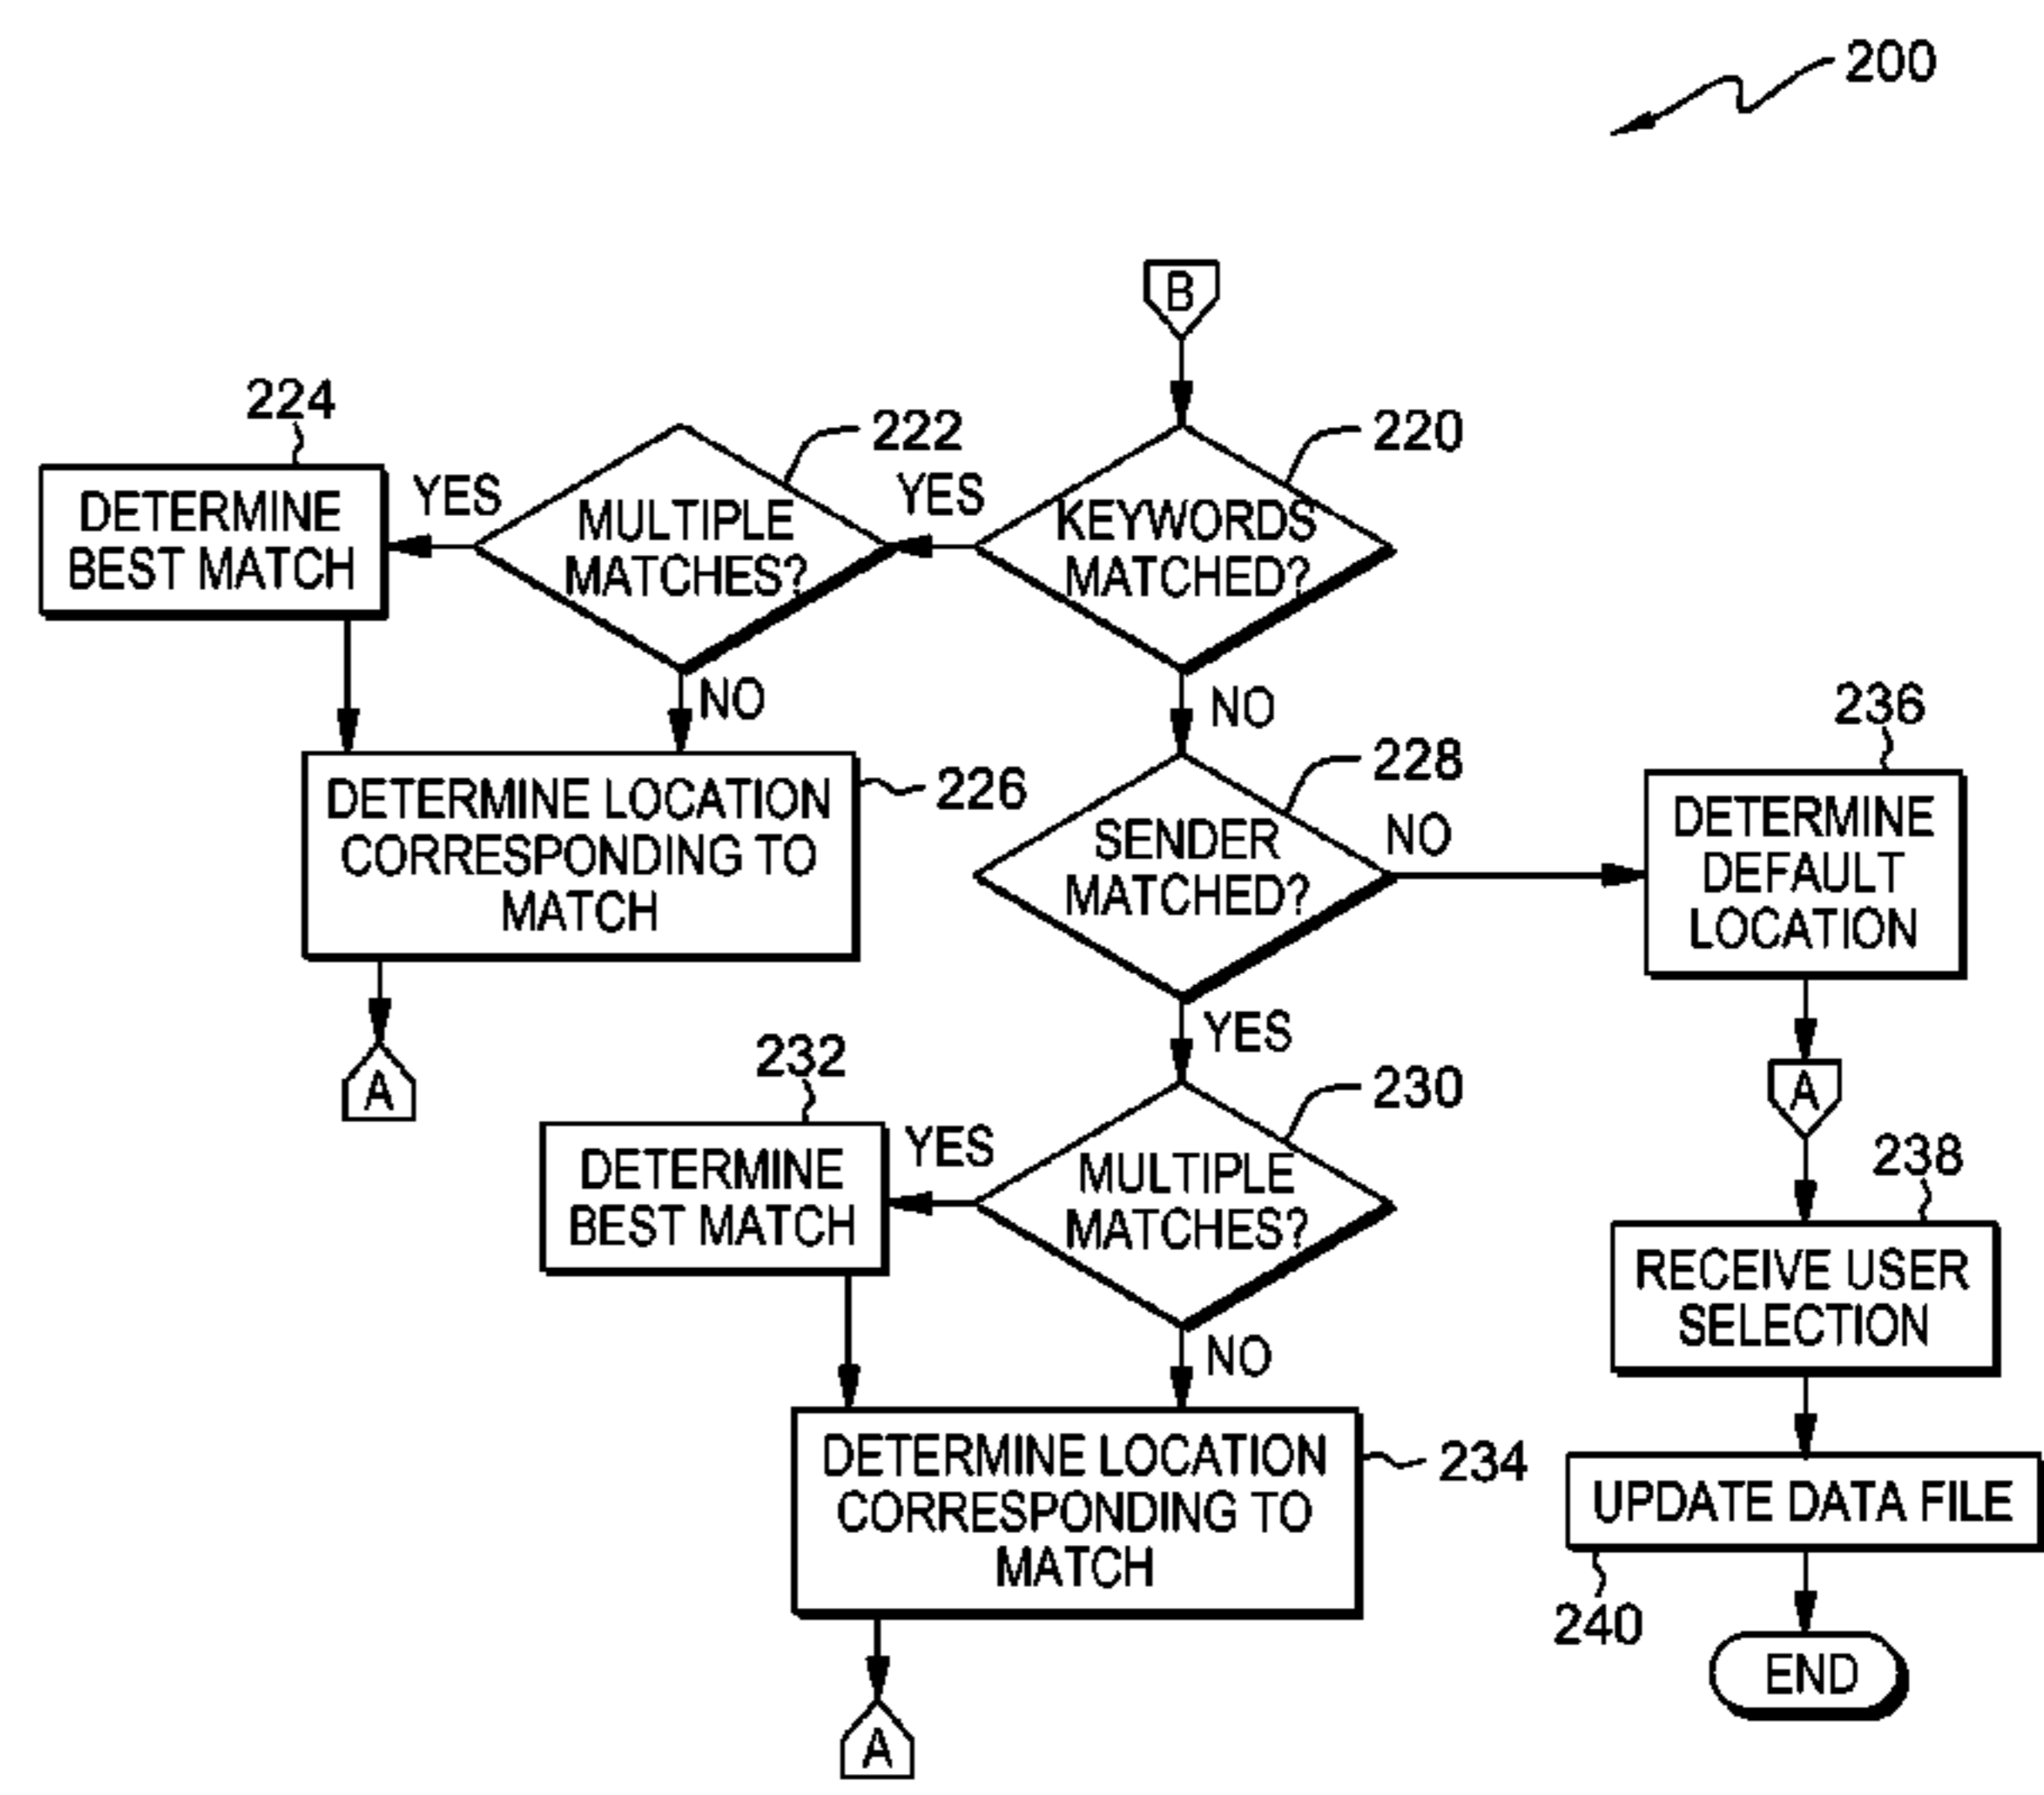 200
B
224
222
220
DETERMINE
BEST MATCH
YES
MULTIPLE
MATCHES?
YES
KEYWORDS
MATCHED?
NO
NO
236
226
228
DETERMINE LOCATION
CORRESPONDING TO
MATCH
SENDER
MATCHED?
NO
DETERMINE
DEFAULT
LOCATION
YES
A
A
232
230
238
DETERMINE
BEST MATCH
YES
MULTIPLE
MATCHES?
RECEIVE USER
SELECTION
NO
DETERMINE LOCATION
CORRESPONDING TO
MATCH
234
UPDATE DATA FILE
240
END
A